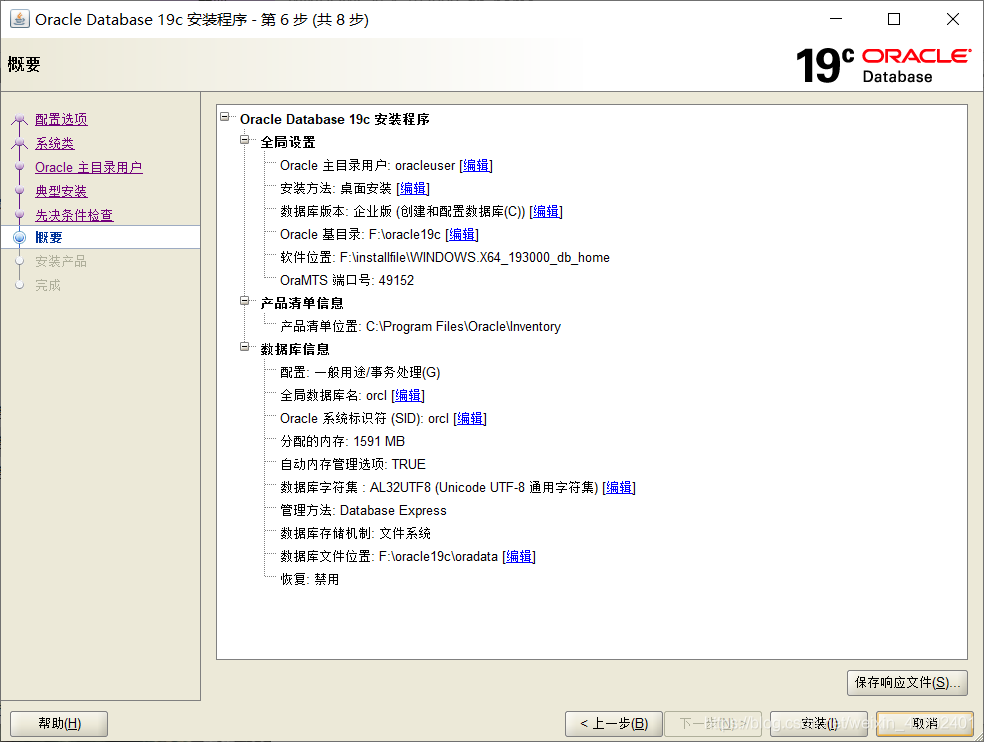 Oracle Database 19c 安装程序 - 第 6 步 (共 8 步)
概要
19c ORACLE
Database
配置选项
系统类
Oracle 主目录用户
典型安装
先决条件检查
概要
安装产品
完成
Oracle Database 19c 安装程序
全局设置
Oracle 主目录用户: oracleuser [编辑]
安装方法: 桌面安装 [编辑]
数据库版本: 企业版 (创建和配置数据库(C)) [编辑]
Oracle 基目录: F:\oracle19c [编辑]
软件位置: F:\installfile\WINDOWS.X64_193000_db_home
OraMTS 端口号: 49152
产品清单信息
产品清单位置: C:\Program Files\Oracle\Inventory
数据库信息
配置: 一般用途/事务处理(G)
全局数据库名: orcl [编辑]
Oracle 系统标识符 (SID): orcl [编辑]
分配的内存: 1591 MB
自动内存管理选项: TRUE
数据库字符集 : AL32UTF8 (Unicode UTF-8 通用字符集) [编辑]
管理方法: Database Express
数据库存储机制: 文件系统
数据库文件位置: F:\oracle19c\oradata [编辑]
恢复: 禁用
保存响应文件(S)...
帮助(H)
< 上一步(B)
下一步(N) >
安装(I)
取消